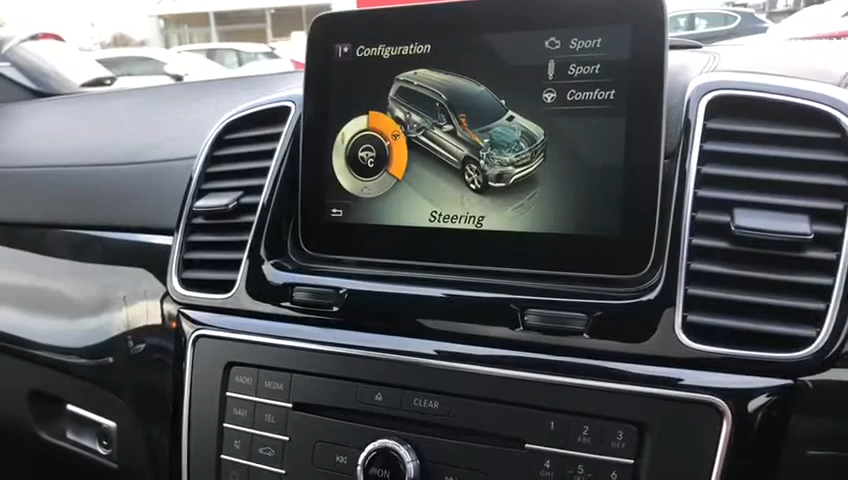 Configuration
Sport
Sport
Comfort
C
Steering
RADIO MEDIA
NAVI TEL
CLEAR
ON
1 2 ABC 3 DEF
4 GHI 5 6